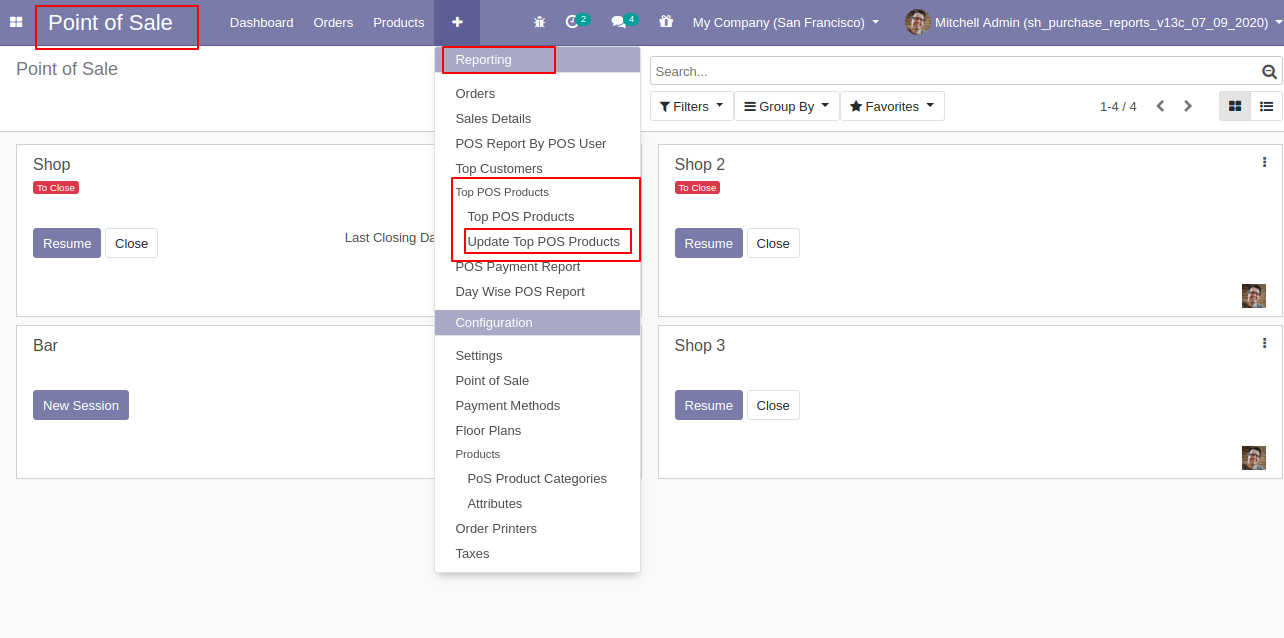 Point of Sale
Dashboard Orders Products
2
4
My Company (San Francisco)
Mitchell Admin (sh_purchase_reports_v13c_07_09_2020)
Point of Sale
Search...
Filters Group By Favorites
1-4 / 4
Reporting
Orders
Sales Details
POS Report By POS User
Top Customers
Top POS Products
Top POS Products
Update Top POS Products
POS Payment Report
Day Wise POS Report
Configuration
Settings
Point of Sale
Payment Methods
Floor Plans
Products
PoS Product Categories
Attributes
Order Printers
Taxes
Shop
To Close
Resume Close
Last Closing Da
Shop 2
To Close
Resume Close
Bar
New Session
Shop 3
Resume Close